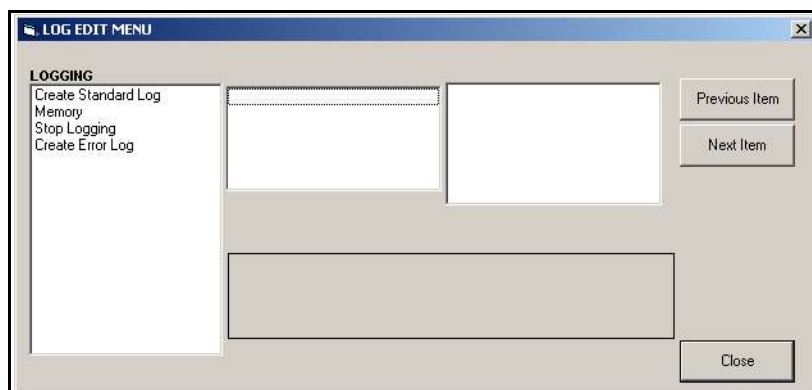 LOG EDIT MENU
LOGGING
Create Standard Log
Memory
Stop Logging
Create Error Log
Previous Item
Next Item
Close